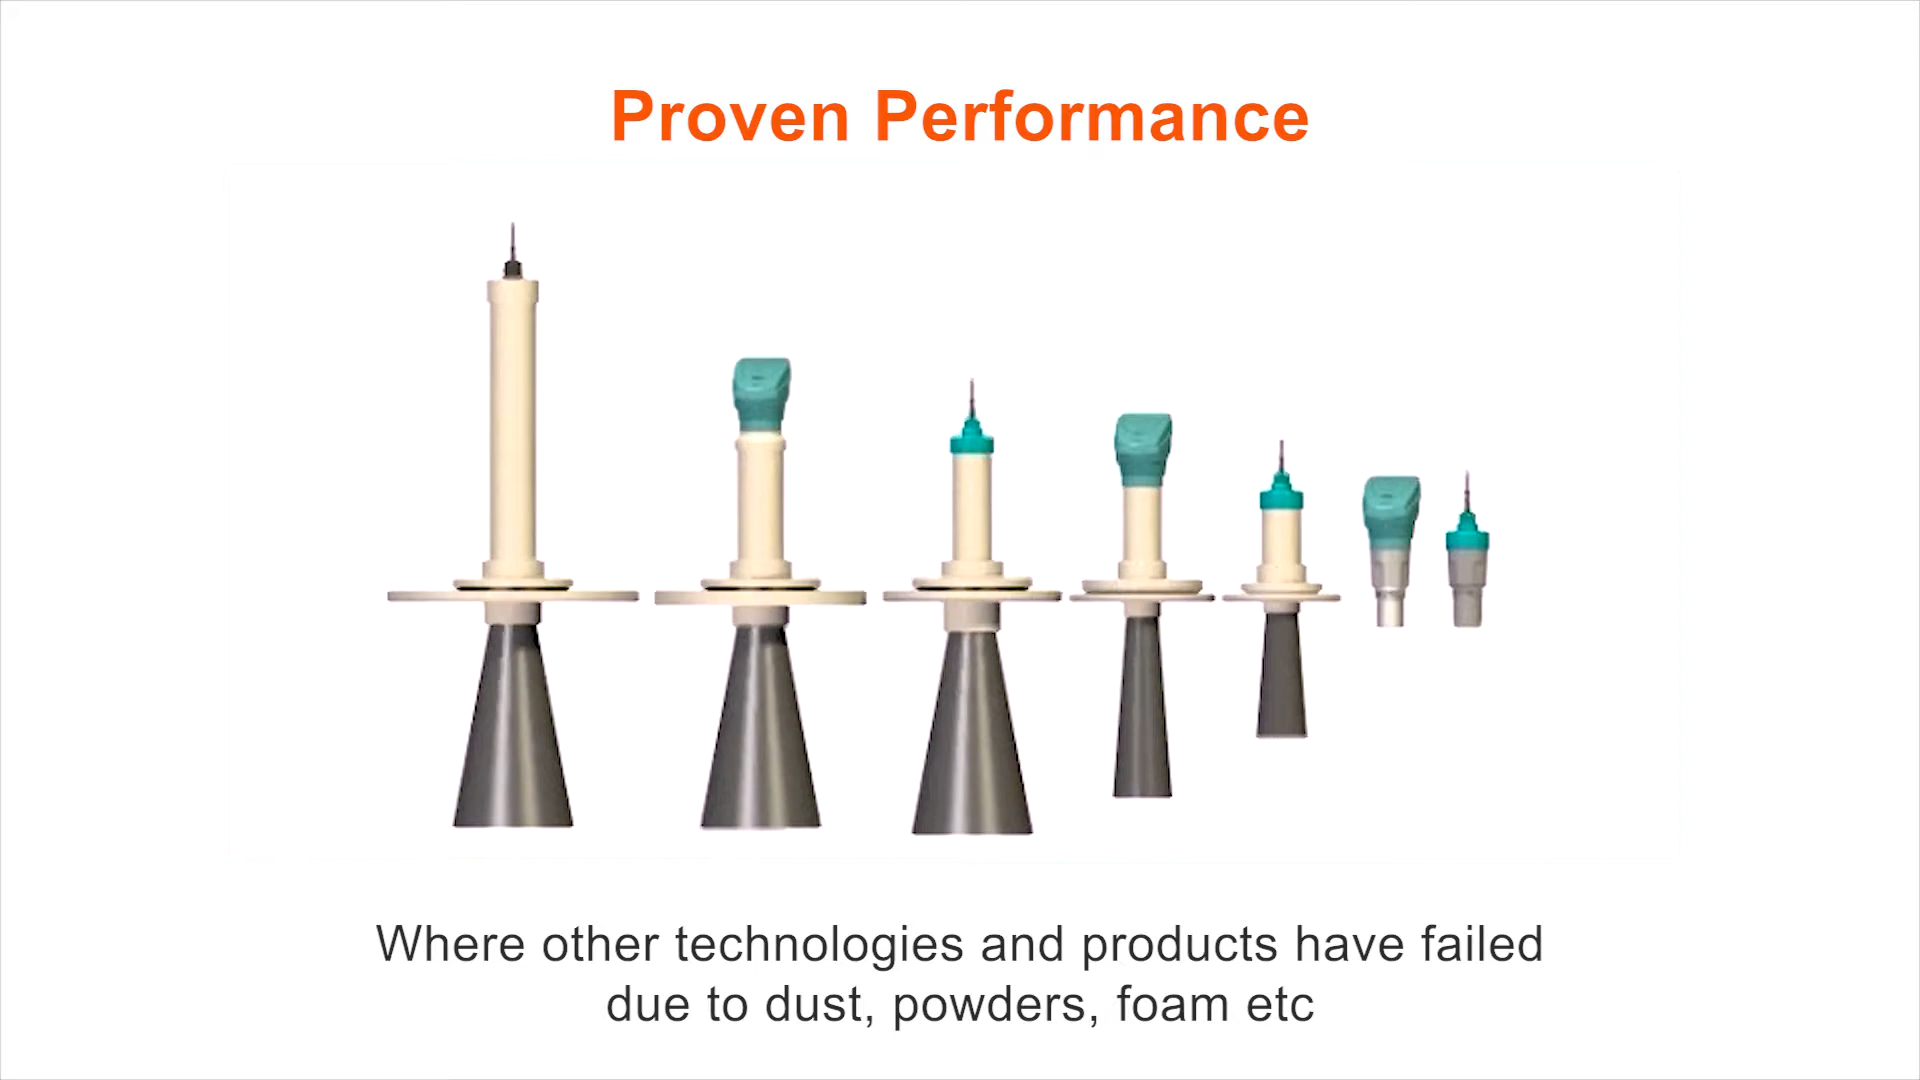 Proven Performance
Where other technologies and products have failed
due to dust, powders, foam etc